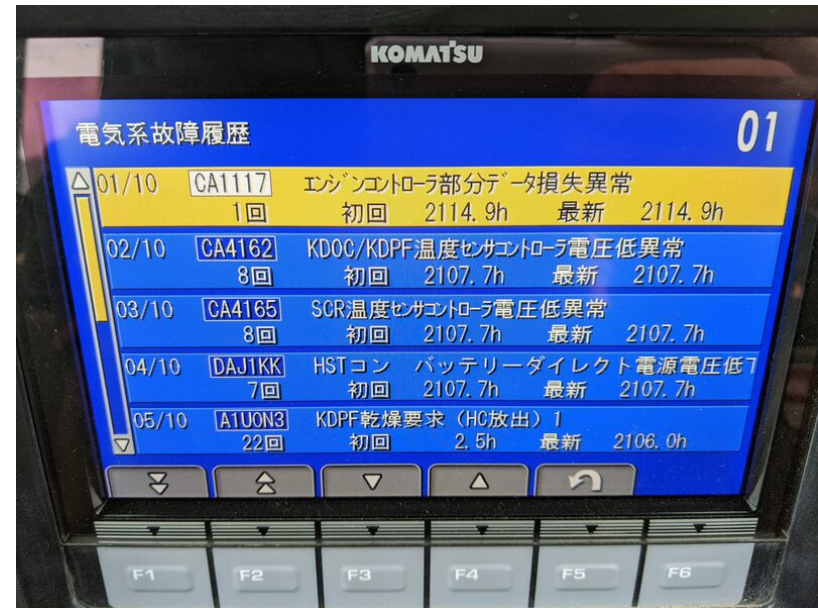 KOMATSU
電気系故障履歴 01
01/10 CA1117 エンジンコントローラ部分データ損失異常
1回 初回 2114.9h 最新 2114.9h
02/10 CA4162 KDOC/KDPF温度センサコントローラ電圧低異常
8回 初回 2107.7h 最新 2107.7h
03/10 CA4165 SCR温度センサコントローラ電圧低異常
8回 初回 2107.7h 最新 2107.7h
04/10 DAJ1KK HSTコン バッテリーダイレクト電源電圧低下
7回 初回 2107.7h 最新 2107.7h
05/10 A1U0N3 KDPF乾燥要求（HC放出）1
22回 初回 2.5h 最新 2106.0h
F1 F2 F3 F4 F5 F6